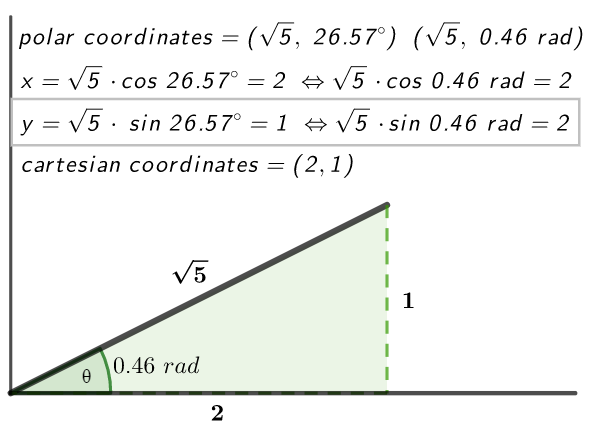 polar coordinates = (√5, 26.57°) (√5, 0.46 rad)
x = √5 · cos 26.57° = 2 ⇔ √5 · cos 0.46 rad = 2
y = √5 · sin 26.57° = 1 ⇔ √5 · sin 0.46 rad = 2
cartesian coordinates = (2, 1)
√5
1
0.46 rad
θ
2